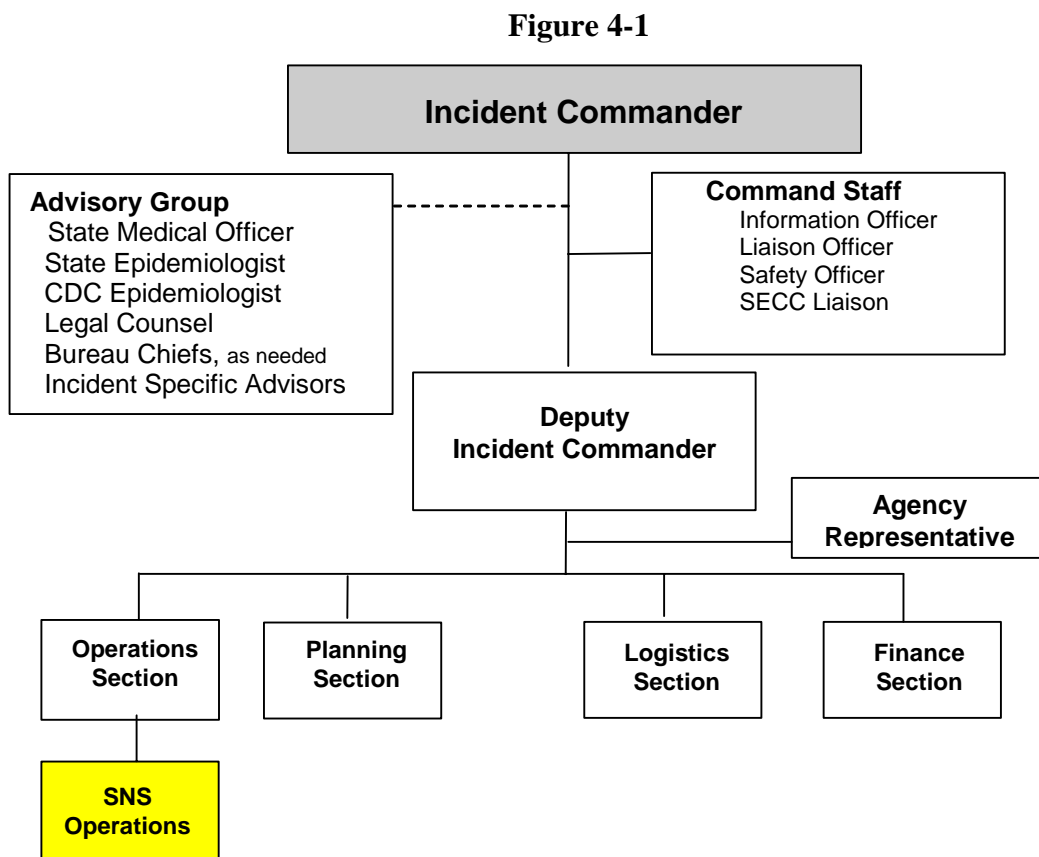 Figure 4-1
Incident Commander
Advisory Group
State Medical Officer
State Epidemiologist
CDC Epidemiologist
Legal Counsel
Bureau Chiefs, as needed
Incident Specific Advisors
Command Staff
Information Officer
Liaison Officer
Safety Officer
SECC Liaison
Deputy
Incident Commander
Agency
Representative
Operations
Section
Planning
Section
Logistics
Section
Finance
Section
SNS
Operations